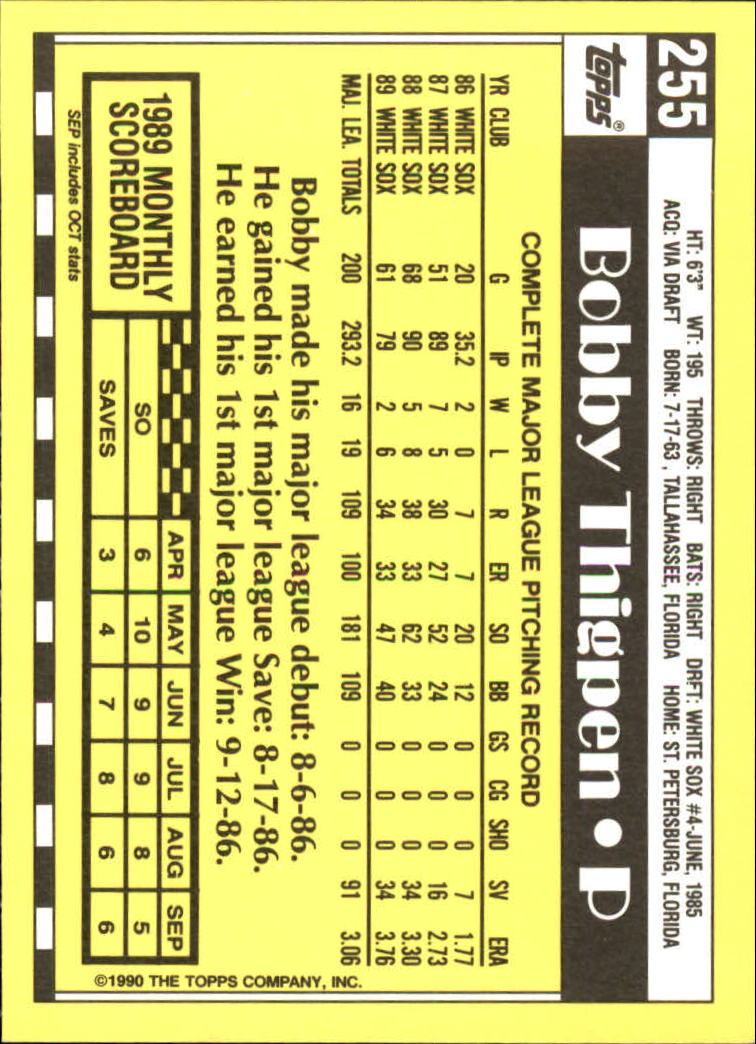 255
HT: 6'3" WT: 195 THROWS: RIGHT BATS: RIGHT DRFT: WHITE SOX #4-JUNE, 1985
ACQ: VIA DRAFT BORN: 7-17-63, TALLAHASSEE, FLORIDA HOME: ST. PETERSBURG, FLORIDA
topps®
Bobby Thigpen • P
COMPLETE MAJOR LEAGUE PITCHING RECORD
YR CLUB G IP W L R ER SO BB GS CG SHO SV ERA
86 WHITE SOX 20 35.2 2 0 7 7 20 12 0 0 0 7 1.77
87 WHITE SOX 51 89 7 5 30 27 52 24 0 0 0 16 2.73
88 WHITE SOX 68 90 5 8 38 33 62 33 0 0 0 34 3.30
89 WHITE SOX 61 79 2 6 34 33 47 40 0 0 0 34 3.76
MAJ. LEA. TOTALS 200 293.2 16 19 109 100 181 109 0 0 0 91 3.06
Bobby made his major league debut: 8-6-86.
He gained his 1st major league Save: 8-17-86.
He earned his 1st major league Win: 9-12-86.
1989 MONTHLY
SCOREBOARD
APR MAY JUN JUL AUG SEP
SO 6 10 9 9 8 5
SAVES 3 4 7 8 6 6
SEP includes OCT stats
©1990 THE TOPPS COMPANY, INC.